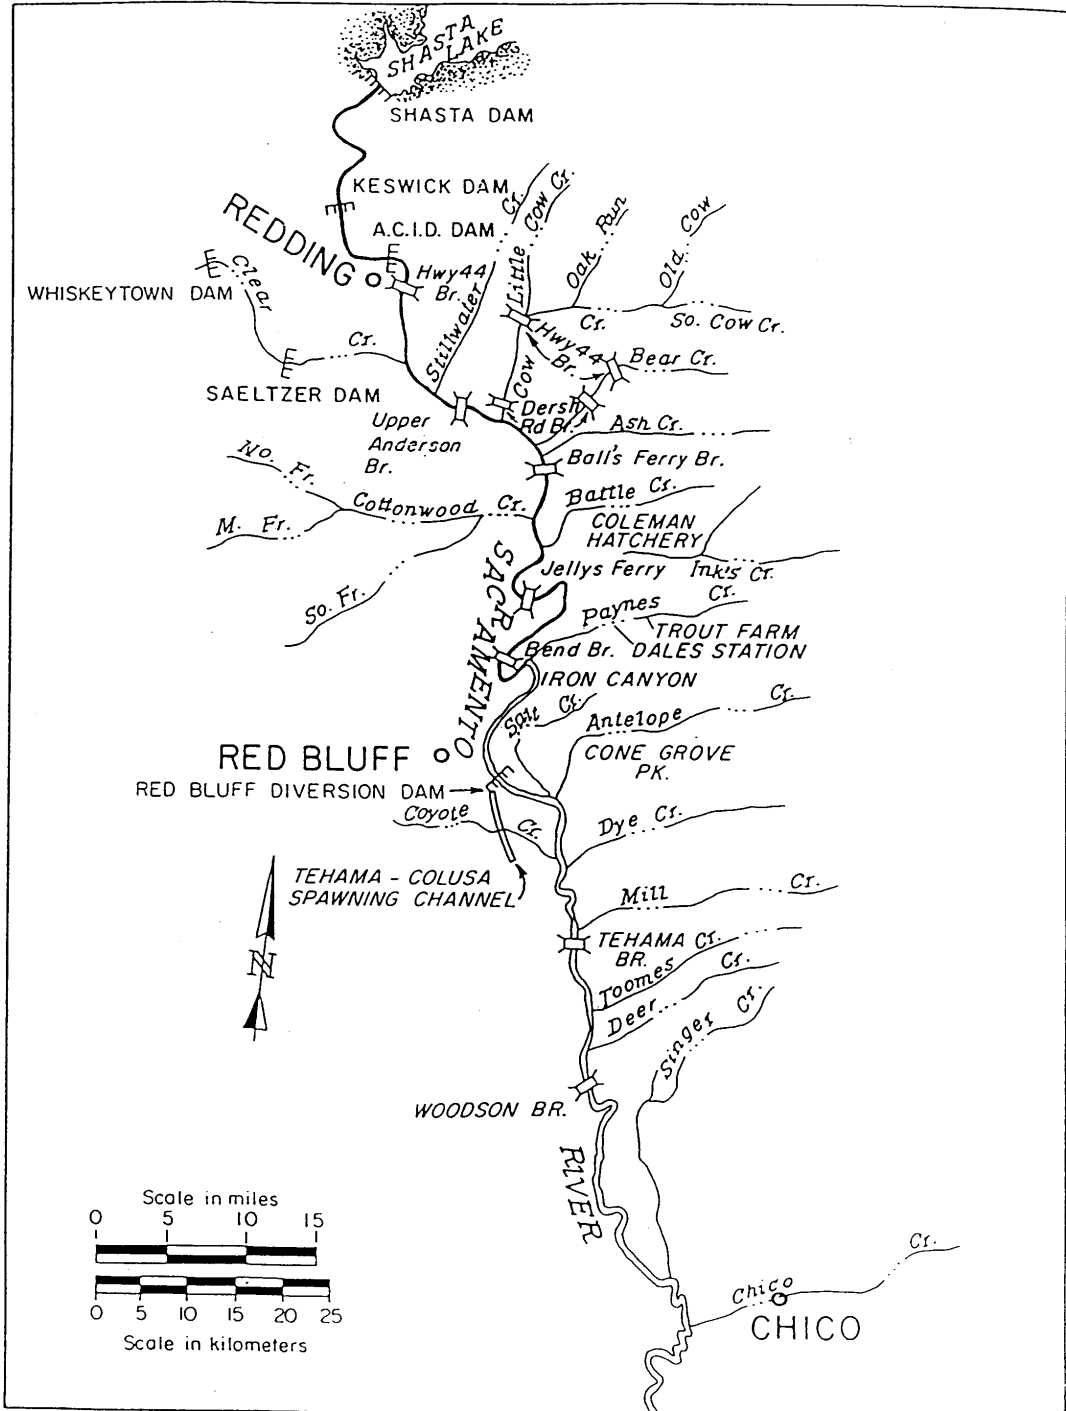 SHASTA
LAKE
SHASTA DAM
KESWICK DAM
A.C.I.D. DAM
REDDING
Hwy 44
Br.
WHISKEYTOWN DAM
Clear
Cr.
SAELTZER DAM
Stillwater
Cr.
Little
Cow Cr.
Oak Run
Old Cow
Cr.
So. Cow Cr.
Hwy 44
Br.
Bear Cr.
Cow
Dersh
Rd Br.
Ash Cr.
Upper
Anderson
Br.
Ball's Ferry Br.
No. Fr.
Cottonwood Cr.
M. Fr.
So. Fr.
Battle Cr.
COLEMAN
HATCHERY
Jellys Ferry
Ink's Cr.
SACRAMENTO
Paynes Cr.
TROUT FARM
Bend Br.
DALES STATION
IRON CANYON
Salt Cr.
Antelope Cr.
CONE GROVE
PK.
RED BLUFF
RED BLUFF DIVERSION DAM
Coyote Cr.
Dye Cr.
TEHAMA - COLUSA
SPAWNING CHANNEL
N
Mill Cr.
TEHAMA
BR.
Toomes Cr.
Deer Cr.
Singer Cr.
WOODSON BR.
RIVER
Scale in miles
0 5 10 15
0 5 10 15 20 25
Scale in kilometers
Chico Cr.
CHICO